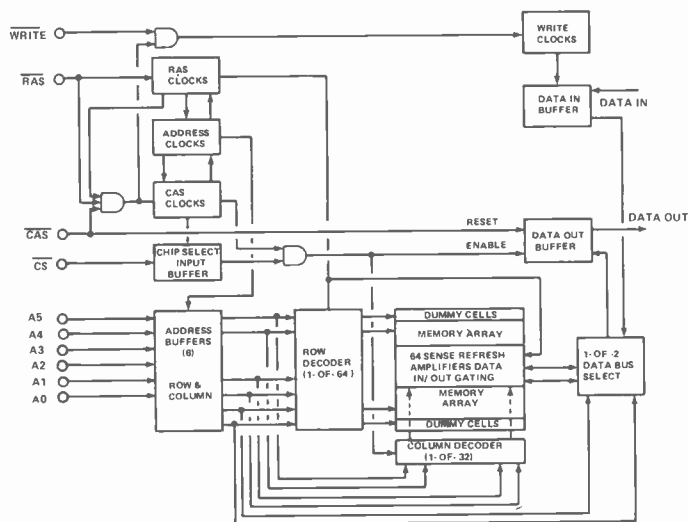 WRITE
WRITE
CLOCKS
RAS
RAS
CLOCKS
DATA IN
BUFFER
DATA IN
ADDRESS
CLOCKS
CAS
CLOCKS
CAS
RESET
DATA OUT
BUFFER
DATA OUT
ENABLE
CS
CHIP SELECT
INPUT
BUFFER
A5
A4
A3
A2
A1
A0
ADDRESS
BUFFERS
(6)
ROW &
COLUMN
ROW
DECODER
(1-OF-64)
DUMMY CELLS
MEMORY ARRAY
64 SENSE REFRESH
AMPLIFIERS DATA
IN/ OUT GATING
MEMORY
ARRAY
DUMMY CELLS
COLUMN DECODER
(1-OF-32)
1-OF-2
DATA BUS
SELECT